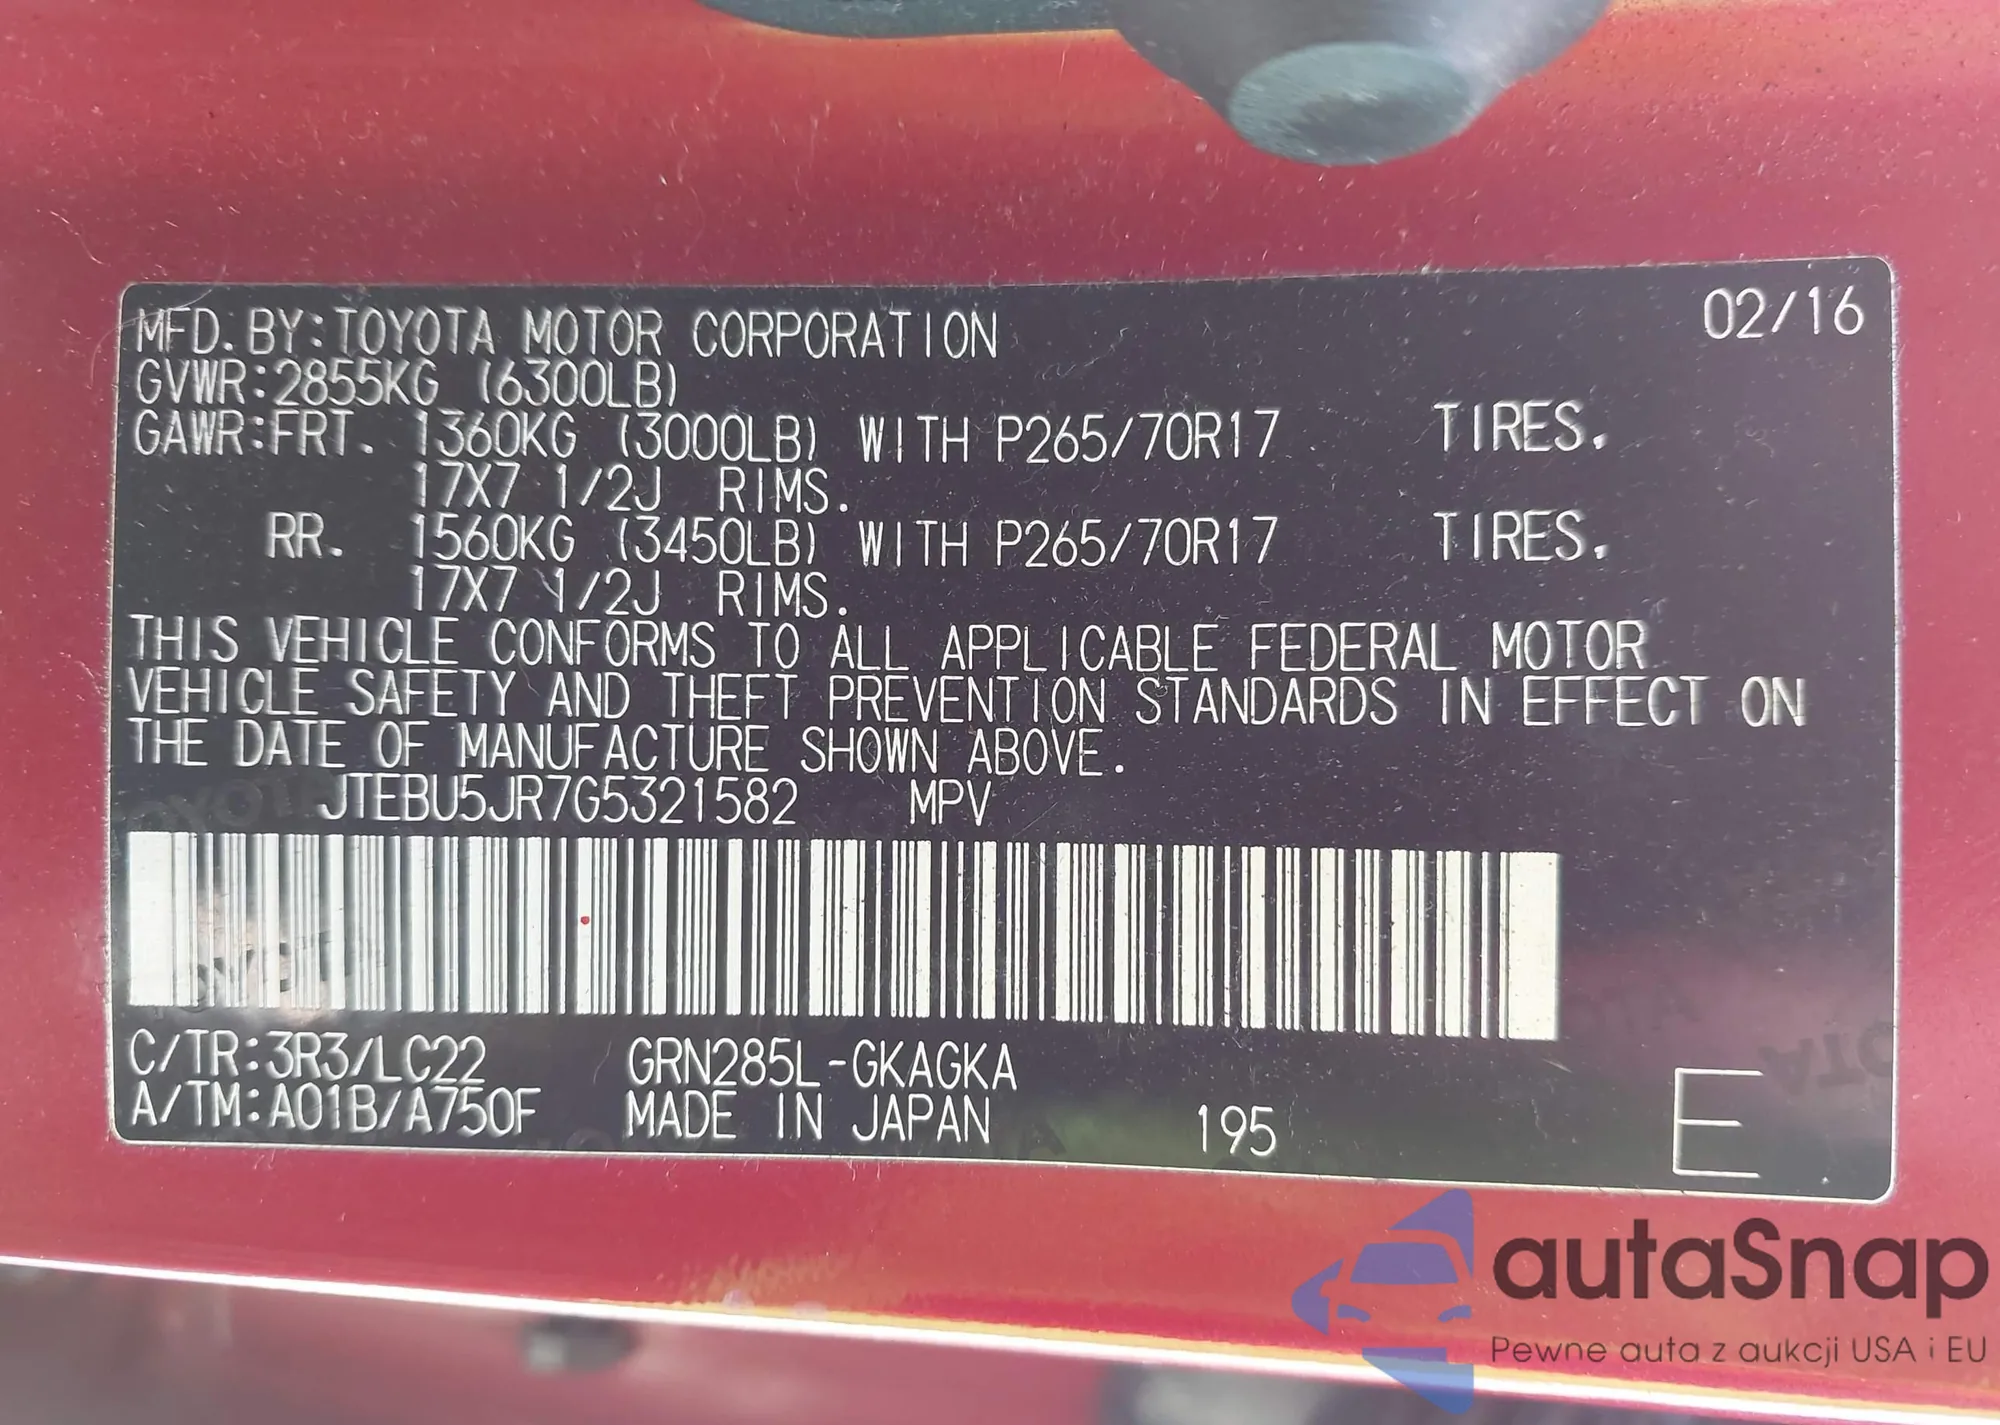 MFD. BY:TOYOTA MOTOR CORPORATION 02/16
GVWR:2855KG (6300LB)
GAWR:FRT. 1360KG (3000LB) WITH P265/70R17 TIRES.
17X7 1/2J RIMS.
RR. 1560KG (3450LB) WITH P265/70R17 TIRES.
17X7 1/2J RIMS.
THIS VEHICLE CONFORMS TO ALL APPLICABLE FEDERAL MOTOR
VEHICLE SAFETY AND THEFT PREVENTION STANDARDS IN EFFECT ON
THE DATE OF MANUFACTURE SHOWN ABOVE.
JTEBU5JR7G5321582 MPV
C/TR:3R3/LC22 GRN285L-GKAGKA
A/TM:A01B/A750F MADE IN JAPAN 195 E
autaSnap
Pewne auta z aukcji USA i EU